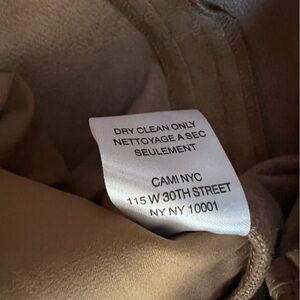 DRY CLEAN ONLY
NETTOYAGE A SEC
SEULEMENT
CAMI NYC
115 W 30TH STREET
NY NY 10001